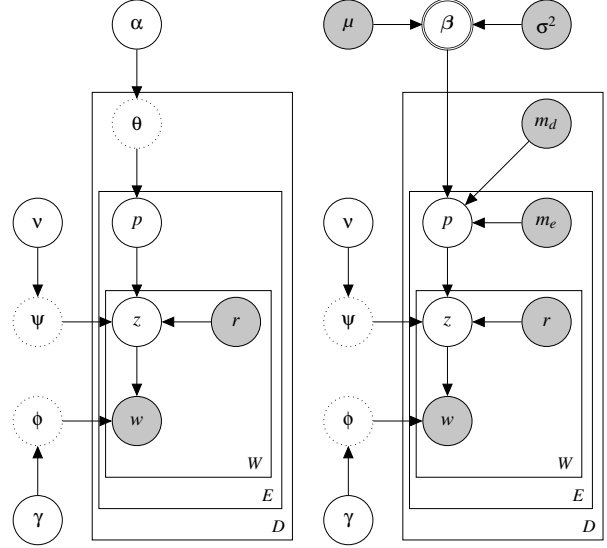 α μ β σ²
θ m_d
ν p ν p m_e
ψ z r ψ z r
φ w φ w
W W
E E
γ D γ D